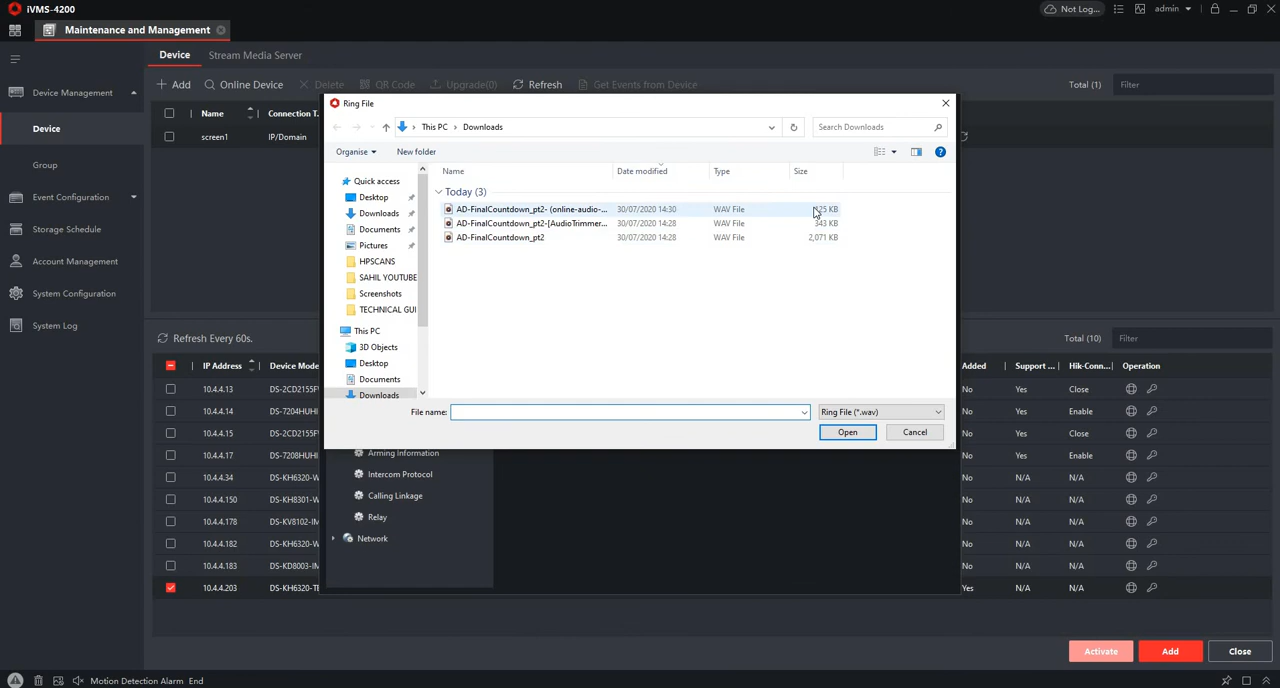 iVMS-4200
Not Log...
admin
Maintenance and Management
Device
Stream Media Server
Add
Online Device
Delete
QR Code
Upgrade(0)
Refresh
Get Events from Device
Total (1)
Filter
Name
Connection T.
screen1
IP/Domain
Device Management
Device
Group
Event Configuration
Storage Schedule
Account Management
System Configuration
System Log
Ring File
This PC > Downloads
Search Downloads
Organise
New folder
Name
Date modified
Type
Size
Today (3)
AD-FinalCountdown_pt2- (online-audio-... 30/07/2020 14:30 WAV File KB
AD-FinalCountdown_pt2-[AudioTrimmer... 30/07/2020 14:28 WAV File 343 KB
AD-FinalCountdown_pt2 30/07/2020 14:28 WAV File 2,071 KB
Quick access
Desktop
Downloads
Documents
Pictures
HPSCANS
SAHIL YOUTUBE
Screenshots
TECHNICAL GUI
This PC
3D Objects
Desktop
Documents
Downloads
File name:
Ring File (*.wav)
Open
Cancel
Arming Information
Intercom Protocol
Calling Linkage
Relay
Network
Refresh Every 60s.
Total (10)
Filter
IP Address Device Mode Added Support ... Hik-Conn... Operation
10.4.4.13 DS-2CD2155F No Yes Close
10.4.4.14 DS-7204HUHI No Yes Enable
10.4.4.15 DS-2CD2155F No Yes Close
10.4.4.17 DS-7208HUHI No Yes Enable
10.4.4.34 DS-KH6320-W No N/A N/A
10.4.4.150 DS-KH8301-W No N/A N/A
10.4.4.178 DS-KV8102-IM No N/A N/A
10.4.4.182 DS-KH6320-W No N/A N/A
10.4.4.183 DS-KD8003-IM No N/A N/A
10.4.4.203 DS-KH6320-TE Yes N/A N/A
Activate
Add
Close
Motion Detection Alarm End